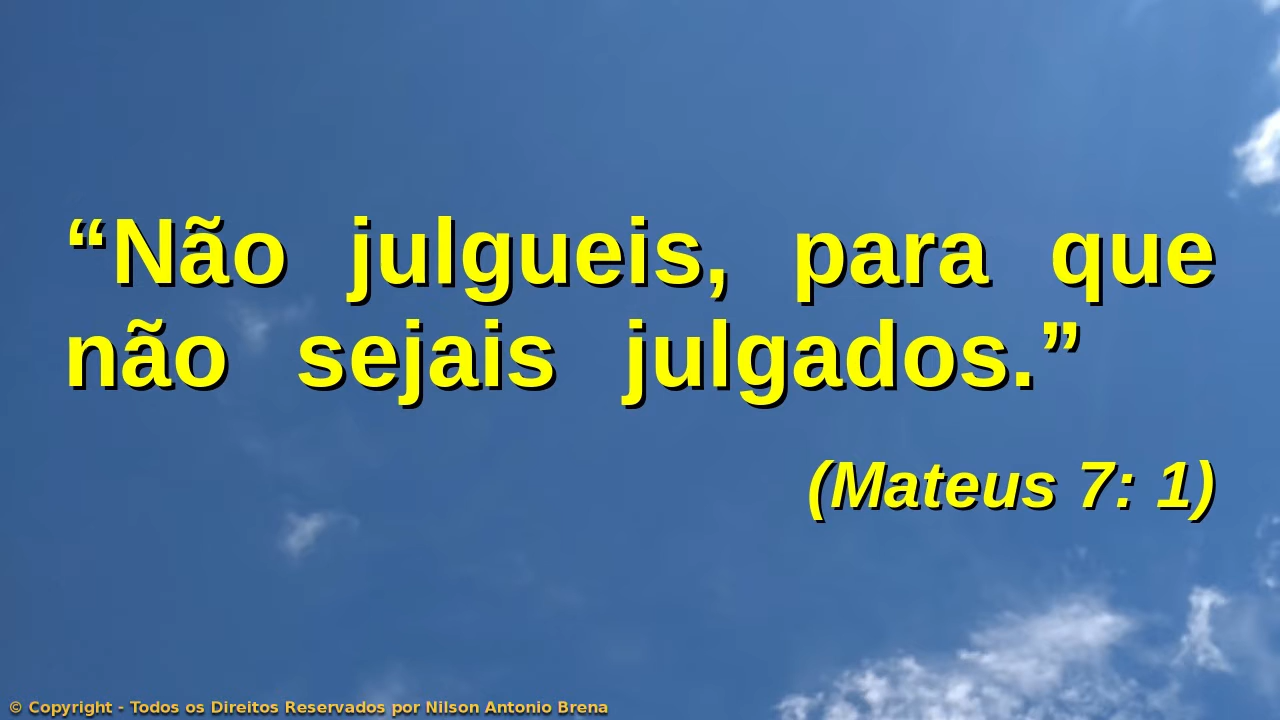 “Não julgueis, para que
não sejais julgados.”
(Mateus 7: 1)
© Copyright - Todos os Direitos Reservados por Nilson Antonio Brena